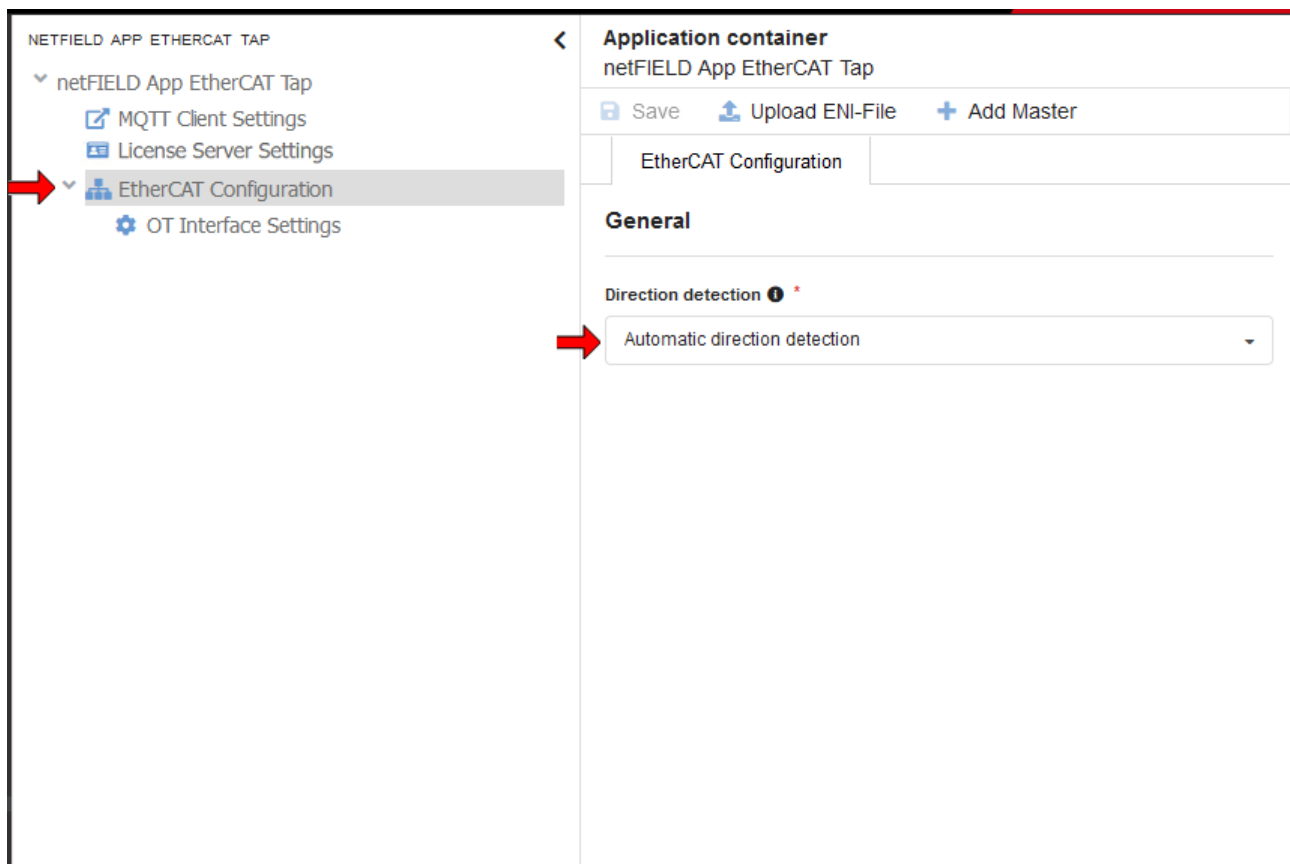 NETFIELD APP ETHERCAT TAP
netFIELD App EtherCAT Tap
MQTT Client Settings
License Server Settings
EtherCAT Configuration
OT Interface Settings
Application container
netFIELD App EtherCAT Tap
Save Upload ENI-File Add Master
EtherCAT Configuration
General
Direction detection *
Automatic direction detection